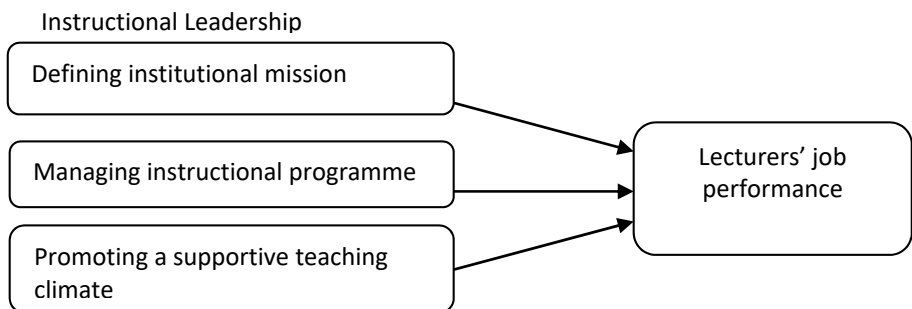 Instructional Leadership
Defining institutional mission
Managing instructional programme
Promoting a supportive teaching
climate
Lecturers’ job
performance